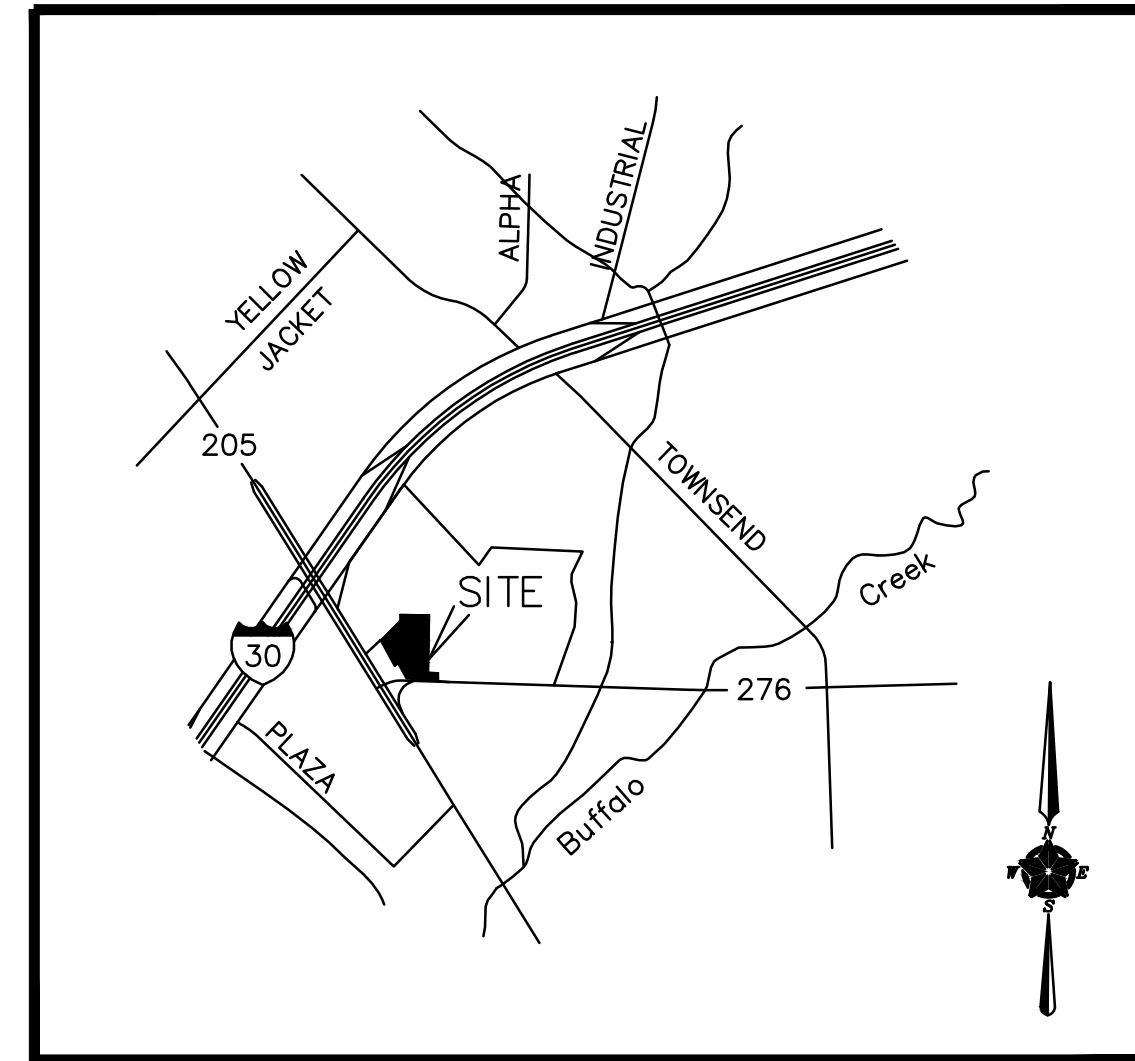 ALPHA
INDUSTRIAL
YELLOW
JACKET
205
TOWNSEND
Creek
SITE
30
276
PLAZA
Buffalo
N
W E
S